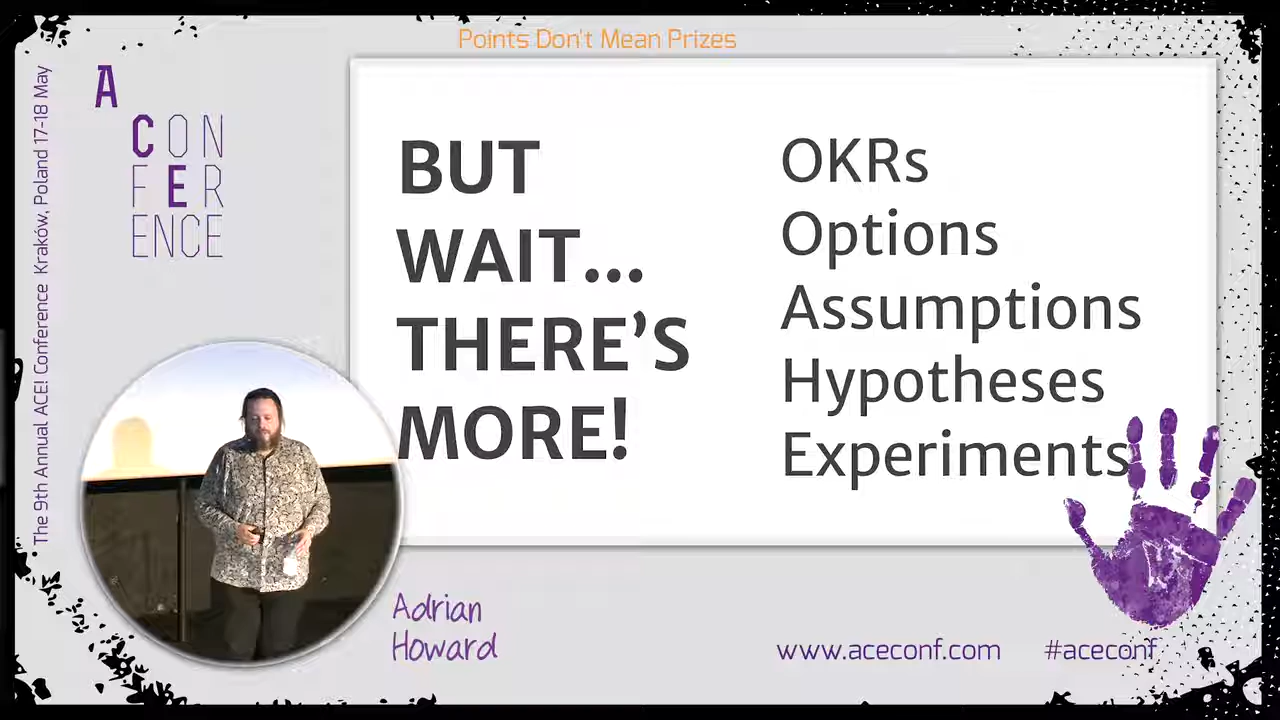 Points Don't Mean Prizes
A
CON
FER
ENCE
The 9th Annual ACE! Conference Kraków, Poland 17-18 May
BUT
WAIT...
THERE'S
MORE!
OKRs
Options
Assumptions
Hypotheses
Experiments
Adrian
Howard
www.aceconf.com
#aceconf